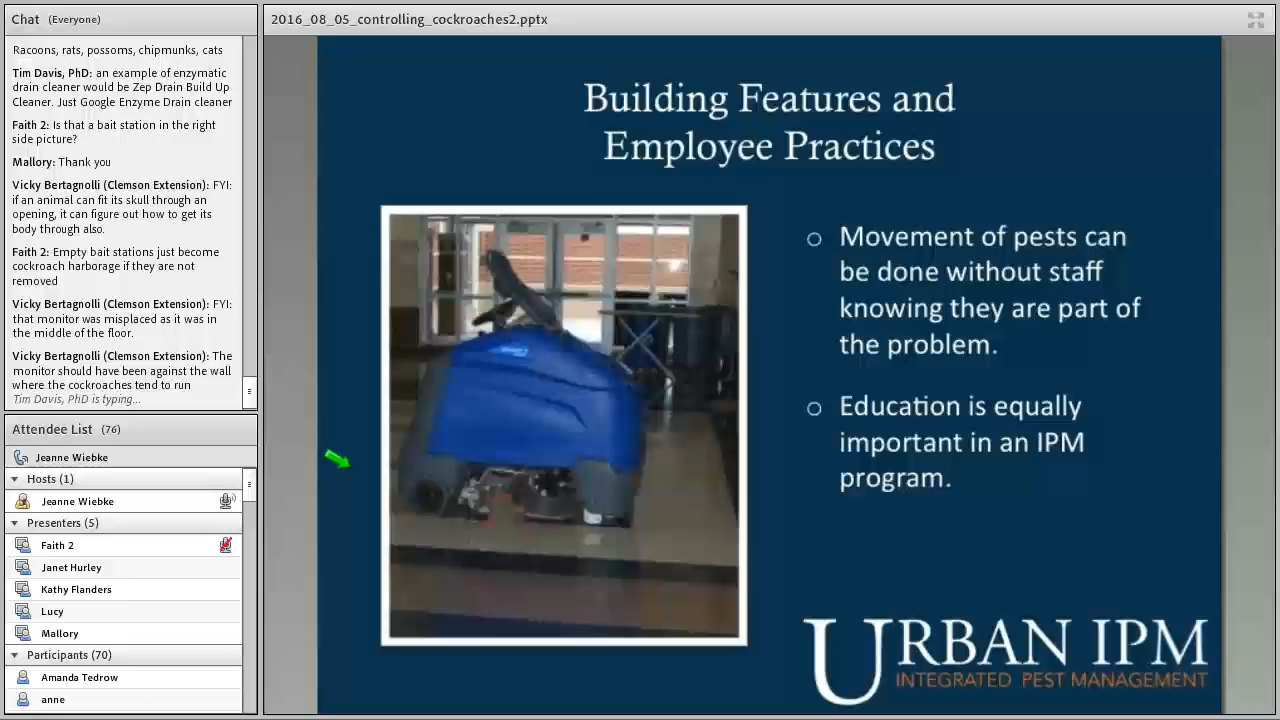 Chat (Everyone)
Racoons, rats, possoms, chipmunks, cats
Tim Davis, PhD: an example of enzymatic
drain cleaner would be Zep Drain Build Up
Cleaner. Just Google Enzyme Drain cleaner
Faith 2: Is that a bait station in the right
side picture?
Mallory: Thank you
Vicky Bertagnolli (Clemson Extension): FYI:
if an animal can fit its skull through an
opening, it can figure out how to get its
body through also.
Faith 2: Empty bait stations just become
cockroach harborage if they are not
removed
Vicky Bertagnolli (Clemson Extension): FYI:
that monitor was misplaced as it was in
the middle of the floor.
Vicky Bertagnolli (Clemson Extension): The
monitor should have been against the wall
where the cockroaches tend to run
Tim Davis, PhD is typing...
Attendee List (76)
Jeanne Wiebke
Hosts (1)
Jeanne Wiebke
Presenters (5)
Faith 2
Janet Hurley
Kathy Flanders
Lucy
Mallory
Participants (70)
Amanda Tedrow
anne
2016_08_05_controlling_cockroaches2.pptx
Building Features and
Employee Practices
Movement of pests can
be done without staff
knowing they are part of
the problem.
Education is equally
important in an IPM
program.
URBAN IPM
INTEGRATED PEST MANAGEMENT